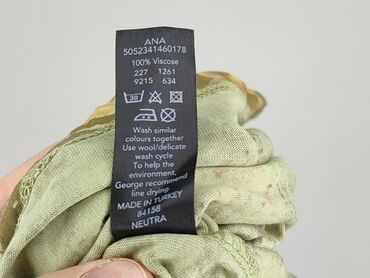 ANA
5052341460178
100% Viscose
227 1261
9215 634
30
Wash similar
colours together
Use wool/delicate
wash cycle
To help the
environment,
George recommend
line drying.
MADE IN TURKEY
84158
NEUTRA